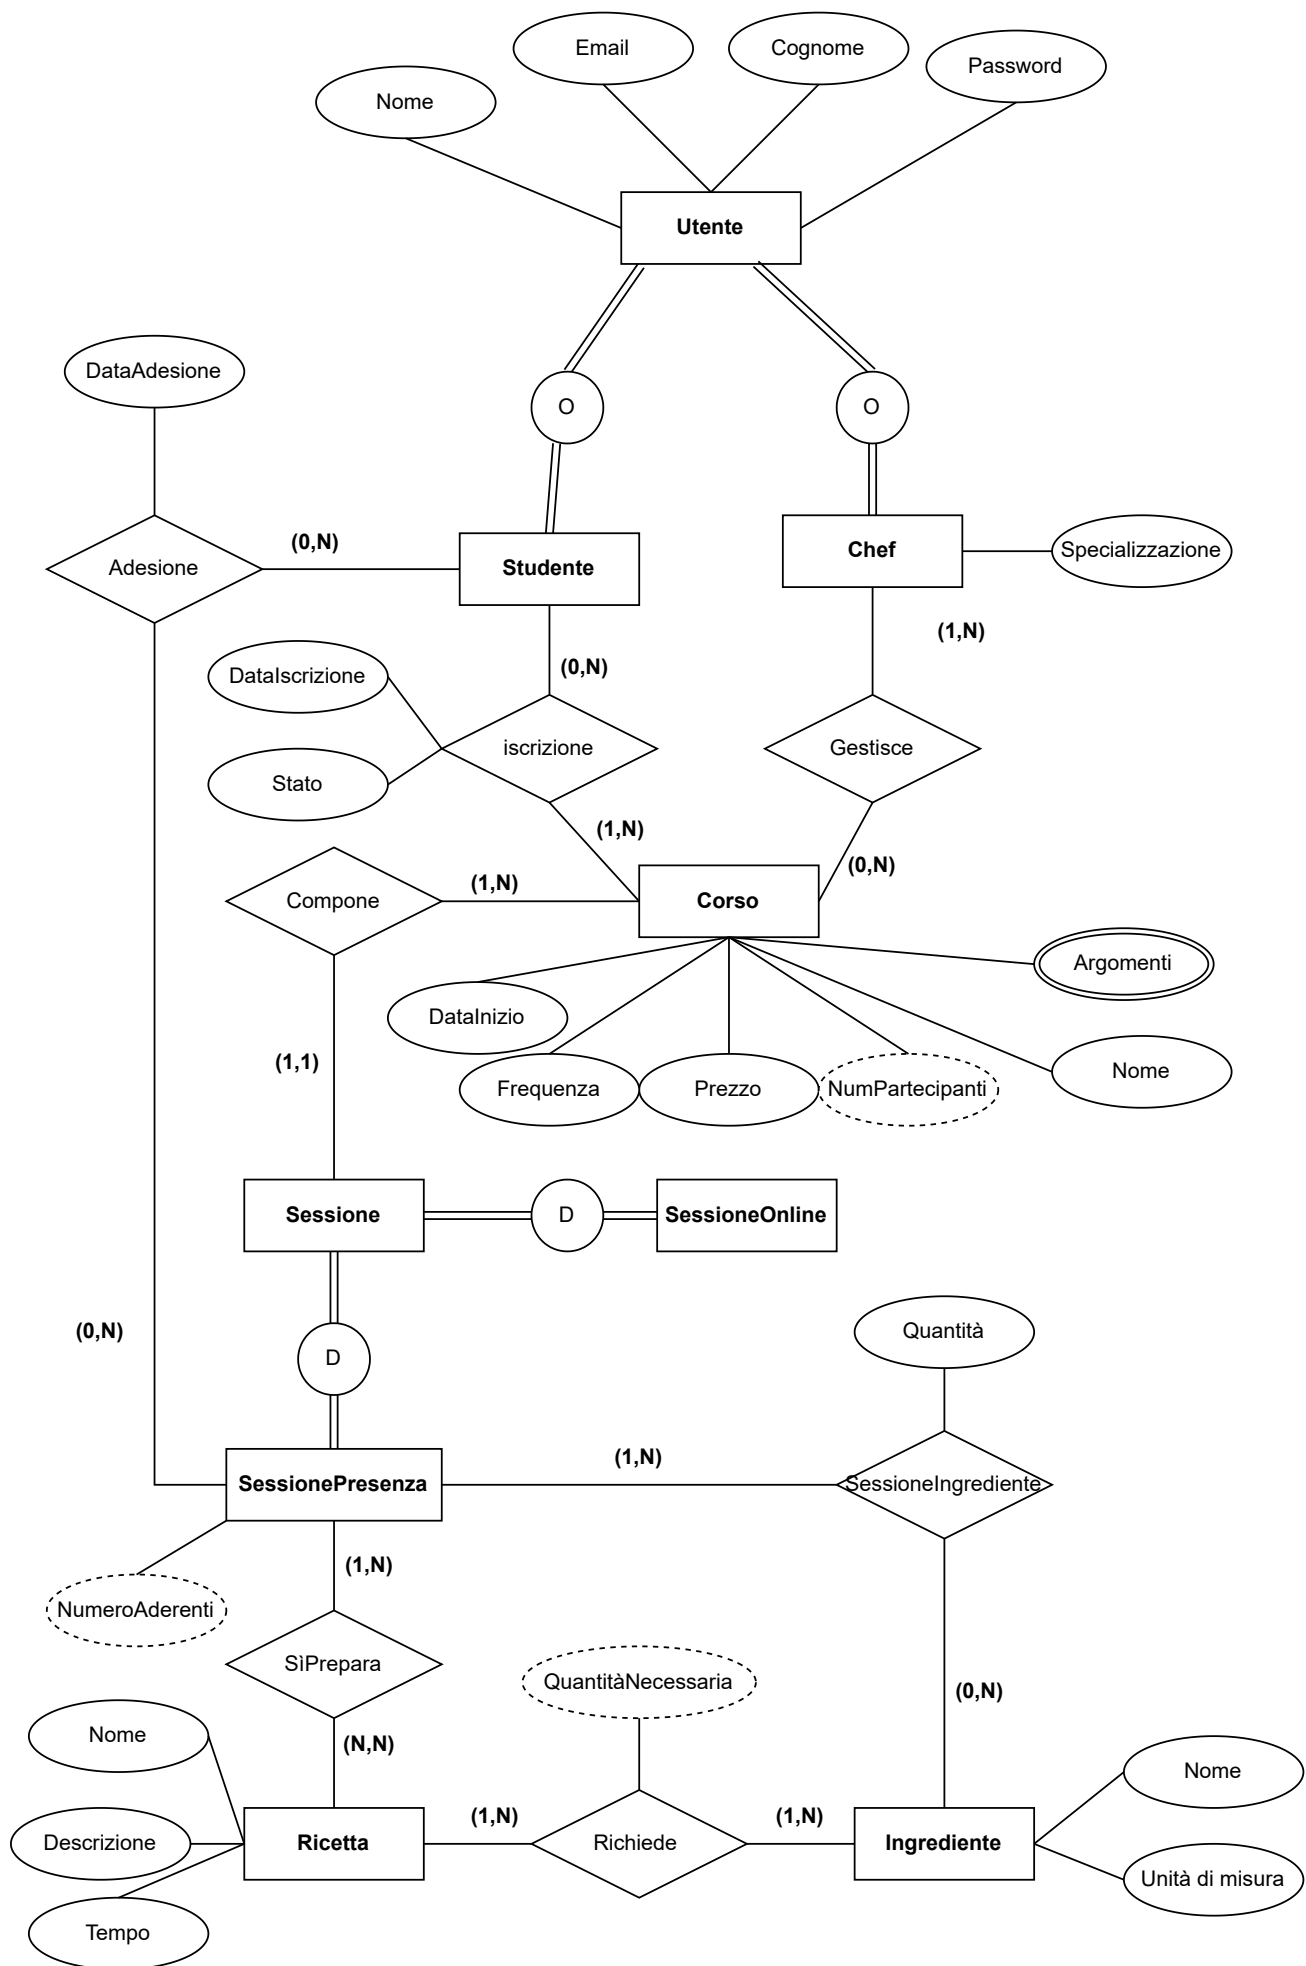 Email
Cognome
Password
Nome
Utente
DataAdesione
O
O
Adesione
(0,N)
Studente
Chef
Specializzazione
(1,N)
DataIscrizione
(0,N)
iscrizione
Gestisce
Stato
(1,N)
(0,N)
Compone
(1,N)
Corso
Argomenti
DataInizio
(1,1)
Frequenza
Prezzo
NumPartecipanti
Nome
Sessione
D
SessioneOnline
(0,N)
D
Quantità
SessionePresenza
(1,N)
SessioneIngrediente
(1,N)
NumeroAderenti
SìPrepara
QuantitàNecessaria
(0,N)
Nome
(N,N)
Nome
Descrizione
Ricetta
(1,N)
Richiede
(1,N)
Ingrediente
Unità di misura
Tempo